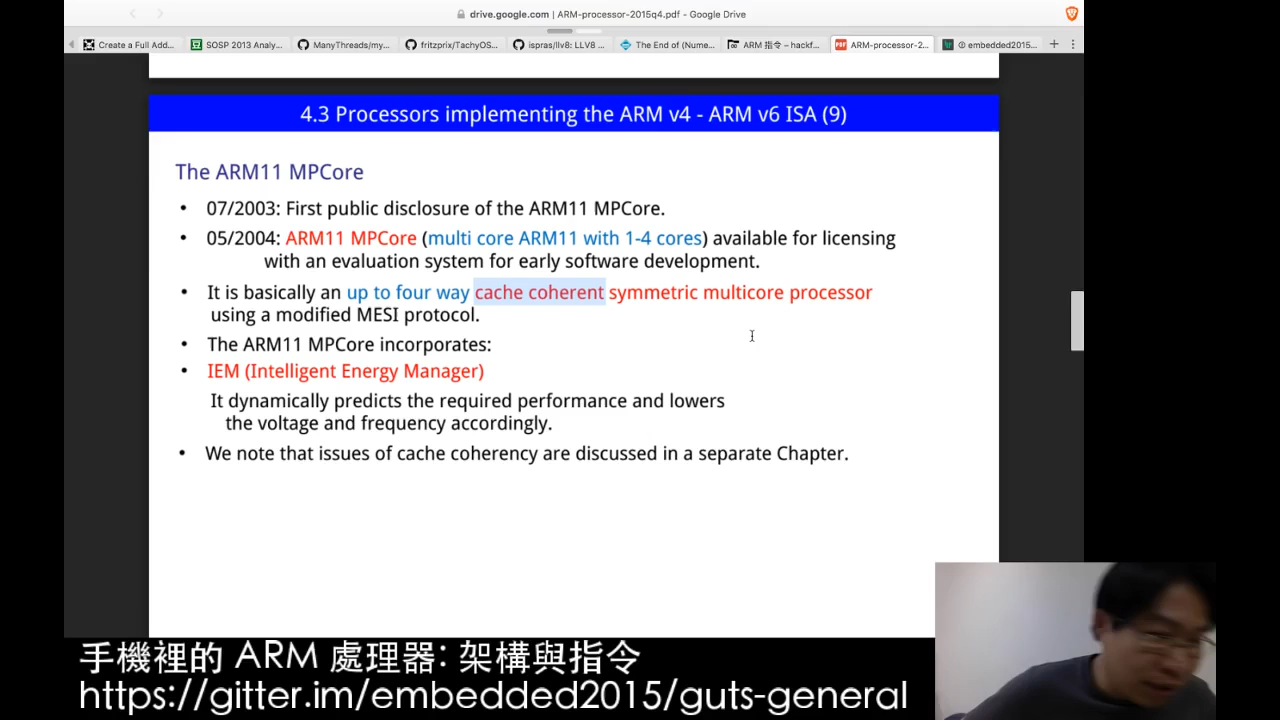 drive.google.com | ARM-processor-2015q4.pdf - Google Drive
Create a Full Add... SOSP 2013 Analy... ManyThreads/my... fritzprix/TachyOS... ispras/llv8: LLV8 ... The End of (Nume... ARM 指令 – hackf... ARM-processor-2... embedded2015...
4.3 Processors implementing the ARM v4 - ARM v6 ISA (9)
The ARM11 MPCore
• 07/2003: First public disclosure of the ARM11 MPCore.
• 05/2004: ARM11 MPCore (multi core ARM11 with 1-4 cores) available for licensing
with an evaluation system for early software development.
• It is basically an up to four way cache coherent symmetric multicore processor
using a modified MESI protocol.
• The ARM11 MPCore incorporates:
• IEM (Intelligent Energy Manager)
It dynamically predicts the required performance and lowers
the voltage and frequency accordingly.
• We note that issues of cache coherency are discussed in a separate Chapter.
手機裡的 ARM 處理器: 架構與指令
https://gitter.im/embedded2015/guts-general